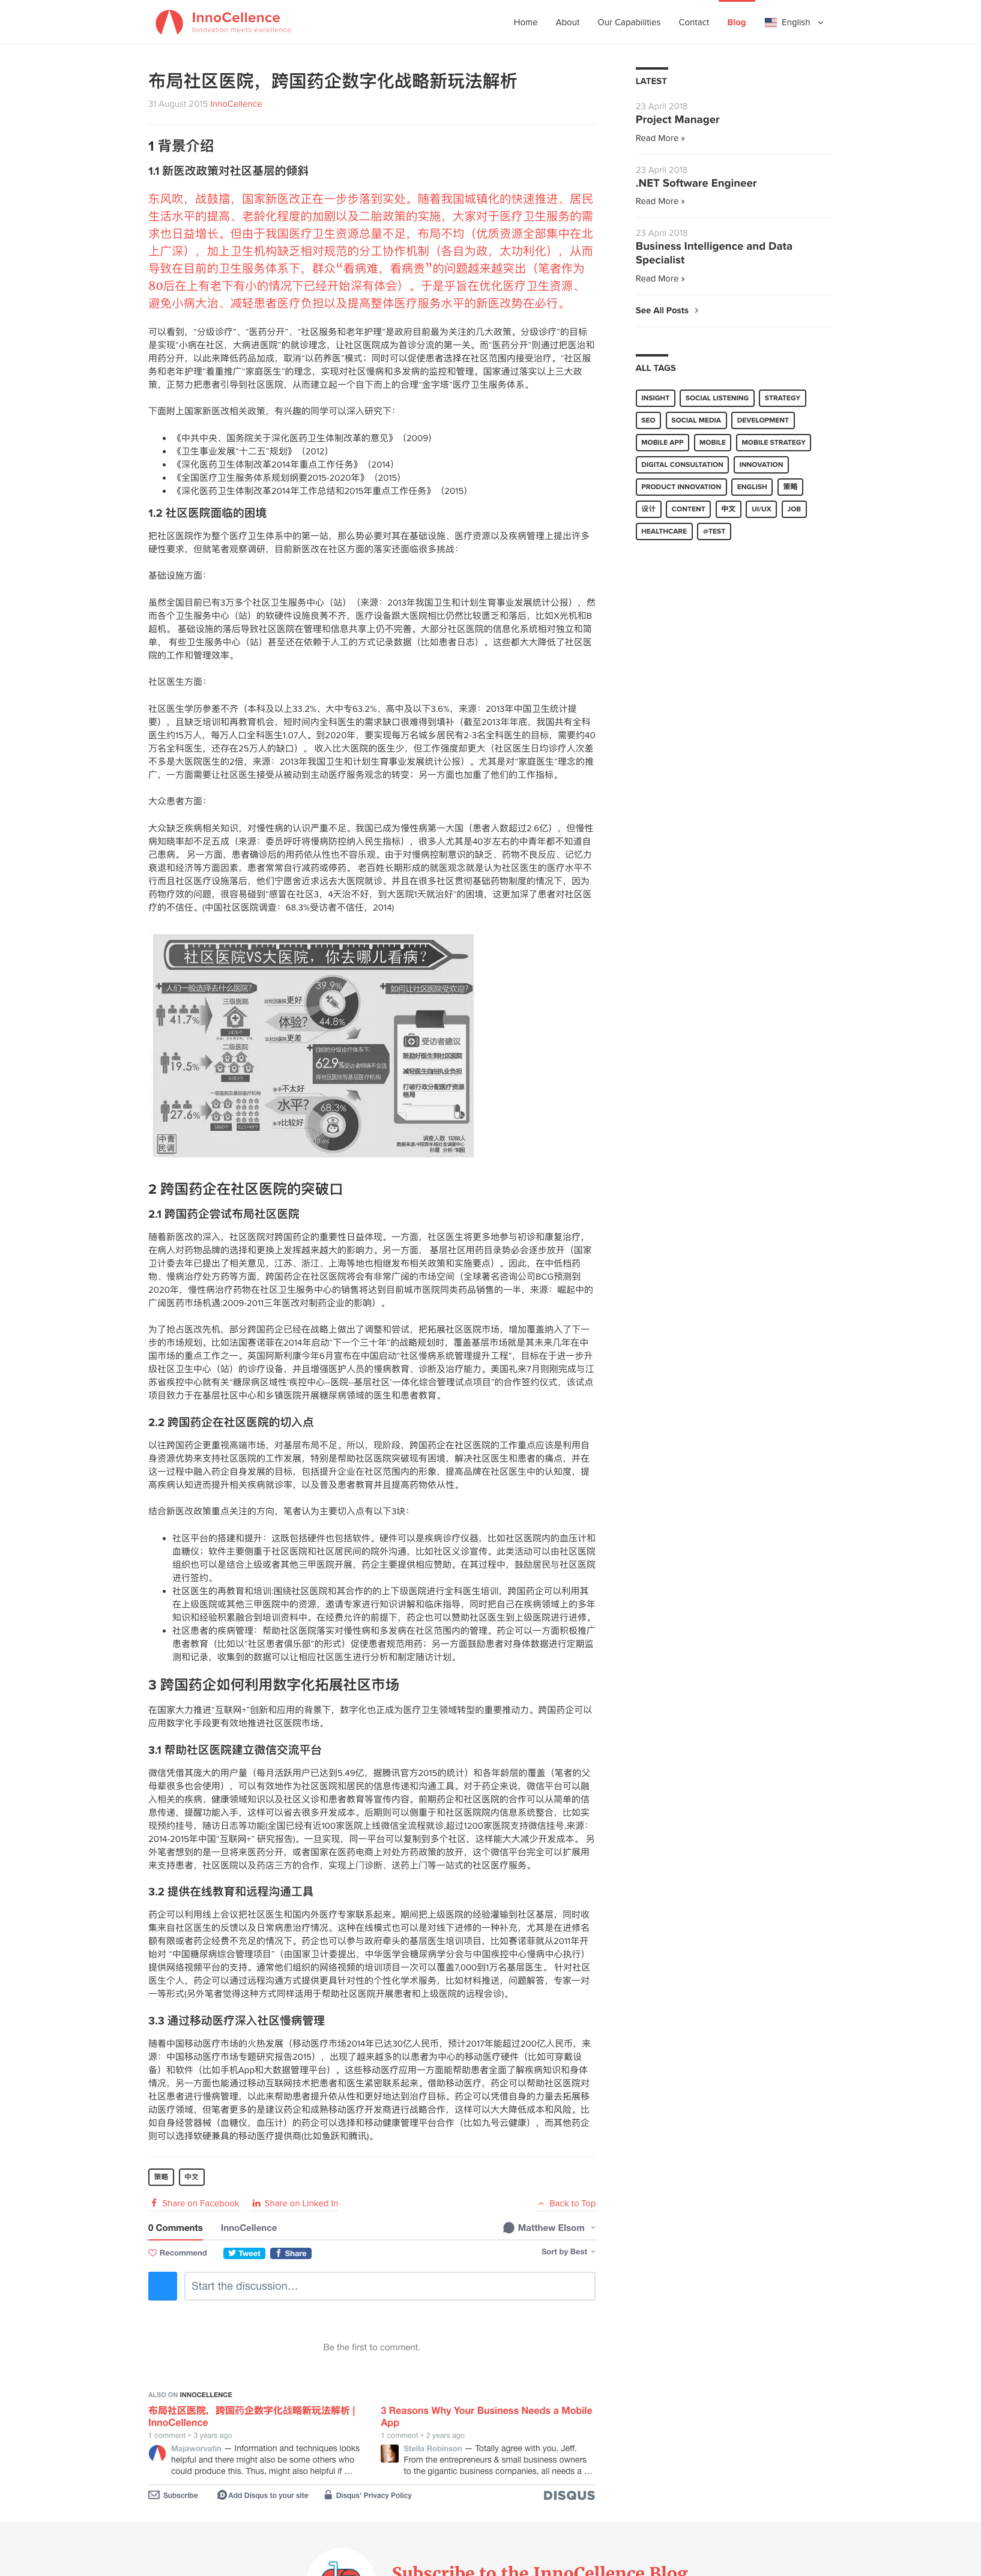 InnoCellence
Innovation meets excellence
Home
About
Our Capabilities
Contact
Blog
English
布局社区医院，跨国药企数字化战略新玩法解析
31 August 2015 InnoCellence
1 背景介绍
1.1 新医改政策对社区基层的倾斜
东风吹，战鼓擂，国家新医改正在一步步落到实处。随着我国城镇化的快速推进、居民
生活水平的提高、老龄化程度的加剧以及二胎政策的实施，大家对于医疗卫生服务的需
求也日益增长。但由于我国医疗卫生资源总量不足，布局不均（优质资源全部集中在北
上广深），加上卫生机构缺乏相对规范的分工协作机制（各自为政，太功利化），从而
导致在目前的卫生服务体系下，群众“看病难，看病贵”的问题越来越突出（笔者作为
80后在上有老下有小的情况下已经开始深有体会）。于是乎旨在优化医疗卫生资源、
避免小病大治、减轻患者医疗负担以及提高整体医疗服务水平的新医改势在必行。
可以看到，“分级诊疗”、“医药分开”、“社区服务和老年护理”是政府目前最为关注的几大政策。分级诊疗”的目标
是实现“小病在社区，大病进医院”的就诊理念，让社区医院成为首诊分流的第一关。而“医药分开”则通过把医治和
用药分开，以此来降低药品加成，取消“以药养医”模式；同时可以促使患者选择在社区范围内接受治疗。“社区服
务和老年护理”着重推广“家庭医生”的理念，实现对社区慢病和多发病的监控和管理。国家通过落实以上三大政
策，正努力把患者引导到社区医院，从而建立起一个自下而上的合理“金字塔”医疗卫生服务体系。
下面附上国家新医改相关政策，有兴趣的同学可以深入研究下：
《中共中央、国务院关于深化医药卫生体制改革的意见》（2009）
《卫生事业发展“十二五”规划》（2012）
《深化医药卫生体制改革2014年重点工作任务》（2014）
《全国医疗卫生服务体系规划纲要2015-2020年》（2015）
《深化医药卫生体制改革2014年工作总结和2015年重点工作任务》（2015）
1.2 社区医院面临的困境
把社区医院作为整个医疗卫生体系中的第一站，那么势必要对其在基础设施、医疗资源以及疾病管理上提出许多
硬性要求，但就笔者观察调研，目前新医改在社区方面的落实还面临很多挑战：
基础设施方面：
虽然全国目前已有3万多个社区卫生服务中心（站）（来源：2013年我国卫生和计划生育事业发展统计公报），然
而各个卫生服务中心（站）的软硬件设施良莠不齐，医疗设备跟大医院相比仍然比较匮乏和落后，比如X光机和B
超机。 基础设施的落后导致社区医院在管理和信息共享上仍不完善。大部分社区医院的信息化系统相对独立和简
单， 有些卫生服务中心（站）甚至还在依赖于人工的方式记录数据（比如患者日志）。这些都大大降低了社区医
院的工作和管理效率。
社区医生方面：
社区医生学历参差不齐（本科及以上33.2%、大中专63.2%、高中及以下3.6%，来源：2013年中国卫生统计提
要），且缺乏培训和再教育机会，短时间内全科医生的需求缺口很难得到填补（截至2013年年底，我国共有全科
医生约15万人，每万人口全科医生1.07人。到2020年，要实现每万名城乡居民有2-3名全科医生的目标，需要约40
万名全科医生，还存在25万人的缺口）。 收入比大医院的医生少，但工作强度却更大（社区医生日均诊疗人次差
不多是大医院医生的2倍，来源：2013年我国卫生和计划生育事业发展统计公报）。尤其是对“家庭医生”理念的推
广，一方面需要让社区医生接受从被动到主动医疗服务观念的转变；另一方面也加重了他们的工作指标。
大众患者方面：
大众缺乏疾病相关知识，对慢性病的认识严重不足。我国已成为慢性病第一大国（患者人数超过2.6亿），但慢性
病知晓率却不足五成（来源：委员呼吁将慢病防控纳入民生指标），很多人尤其是40岁左右的中青年都不知道自
己患病。 另一方面，患者确诊后的用药依从性也不容乐观。由于对慢病控制意识的缺乏、药物不良反应、记忆力
衰退和经济等方面因素，患者常常自行减药或停药。 老百姓长期形成的就医观念就是认为社区医生的医疗水平不
行而且社区医疗设施落后，他们宁愿舍近求远去大医院就诊。并且在很多社区贯彻基础药物制度的情况下，因为
药物疗效的问题，很容易碰到“感冒在社区3，4天治不好，到大医院1天就治好”的困境，这更加深了患者对社区医
疗的不信任。(中国社区医院调查：68.3%受访者不信任，2014)
社区医院VS大医院，你去哪儿看病？
人们一般选择去什么医院？
41.7%
三级医院
二级医院
19.5%
27.6%
社区医院更好
39.9%
体验？
44.8%
社区医院更差
62.9%
水平不太好
水平？
68.3%
水平比较好
如何让社区医院受欢迎？
受访者建议
鼓励好医生到社区医院
减轻医生自由执业负担
打破行政分配医疗资源
格局
中青
民调
2 跨国药企在社区医院的突破口
2.1 跨国药企尝试布局社区医院
随着新医改的深入，社区医院对跨国药企的重要性日益体现。一方面，社区医生将更多地参与初诊和康复治疗，
在病人对药物品牌的选择和更换上发挥越来越大的影响力。另一方面， 基层社区用药目录势必会逐步放开（国家
卫计委去年已提出了相关意见，江苏、浙江、上海等地也相继发布相关政策和实施要点）。因此，在中低档药
物、慢病治疗处方药等方面，跨国药企在社区医院将会有非常广阔的市场空间（全球著名咨询公司BCG预测到
2020年，慢性病治疗药物在社区卫生服务中心的销售将达到目前城市医院同类药品销售的一半，来源：崛起中的
广阔医药市场机遇:2009-2011三年医改对制药企业的影响）。
为了抢占医改先机，部分跨国药企已经在战略上做出了调整和尝试，把拓展社区医院市场，增加覆盖纳入了下一
步的市场规划。比如法国赛诺菲在2014年启动“下一个三十年”的战略规划时，覆盖基层市场就是其未来几年在中
国市场的重点工作之一。英国阿斯利康今年6月宣布在中国启动“社区慢病系统管理提升工程”，目标在于进一步升
级社区卫生中心（站）的诊疗设备，并且增强医护人员的慢病教育、诊断及治疗能力。美国礼来7月则刚完成与江
苏省疾控中心就有关“糖尿病区域性‘疾控中心--医院--基层社区’一体化综合管理试点项目”的合作签约仪式，该试点
项目致力于在基层社区中心和乡镇医院开展糖尿病领域的医生和患者教育。
2.2 跨国药企在社区医院的切入点
以往跨国药企更重视高端市场，对基层布局不足。所以，现阶段，跨国药企在社区医院的工作重点应该是利用自
身资源优势来支持社区医院的工作发展，特别是帮助社区医院突破现有困境，解决社区医生和患者的痛点，并在
这一过程中融入药企自身发展的目标，包括提升企业在社区范围内的形象，提高品牌在社区医生中的认知度，提
高疾病认知进而提升相关疾病就诊率，以及普及患者教育并且提高药物依从性。
结合新医改政策重点关注的方向，笔者认为主要切入点有以下3块：
社区平台的搭建和提升：这既包括硬件也包括软件。硬件可以是疾病诊疗仪器，比如社区医院内的血压计和
血糖仪；软件主要侧重于社区医院和社区居民间的院外沟通，比如社区义诊宣传。此类活动可以由社区医院
组织也可以是结合上级或者其他三甲医院开展，药企主要提供相应赞助。在其过程中，鼓励居民与社区医院
进行签约。
社区医生的再教育和培训:围绕社区医院和其合作的的上下级医院进行全科医生培训，跨国药企可以利用其
在上级医院或其他三甲医院中的资源，邀请专家进行知识讲解和临床指导，同时把自己在疾病领域上的多年
知识和经验积累融合到培训资料中。在经费允许的前提下，药企也可以赞助社区医生到上级医院进行进修。
社区患者的疾病管理：帮助社区医院落实对慢性病和多发病在社区范围内的管理。药企可以一方面积极推广
患者教育（比如以“社区患者俱乐部”的形式）促使患者规范用药；另一方面鼓励患者对身体数据进行定期监
测和记录，收集到的数据可以让相应社区医生进行分析和制定随访计划。
3 跨国药企如何利用数字化拓展社区市场
在国家大力推进“互联网+”创新和应用的背景下，数字化也正成为医疗卫生领域转型的重要推动力。跨国药企可以
应用数字化手段更有效地推进社区医院市场。
3.1 帮助社区医院建立微信交流平台
微信凭借其庞大的用户量（每月活跃用户已达到5.49亿，据腾讯官方2015的统计）和各年龄层的覆盖（笔者的父
母辈很多也会使用），可以有效地作为社区医院和居民的信息传递和沟通工具。对于药企来说，微信平台可以融
入相关的疾病、健康领域知识以及社区义诊和患者教育等宣传内容。前期药企和社区医院的合作可以从简单的信
息传递，提醒功能入手，这样可以省去很多开发成本。后期则可以侧重于和社区医院院内信息系统整合，比如实
现预约挂号，随访日志等功能(全国已经有近100家医院上线微信全流程就诊,超过1200家医院支持微信挂号,来源：
2014-2015年中国“互联网+” 研究报告)。一旦实现，同一平台可以复制到多个社区，这样能大大减少开发成本。 另
外笔者想到的是一旦将来医药分开，或者国家在医药电商上对处方药政策的放开，这个微信平台完全可以扩展用
来支持患者，社区医院以及药店三方的合作，实现上门诊断、送药上门等一站式的社区医疗服务。
3.2 提供在线教育和远程沟通工具
药企可以利用线上会议把社区医生和国内外医疗专家联系起来。期间把上级医院的经验灌输到社区基层，同时收
集来自社区医生的反馈以及日常病患治疗情况。这种在线模式也可以是对线下进修的一种补充，尤其是在进修名
额有限或者药企经费不充足的情况下。药企也可以参与政府牵头的基层医生培训项目，比如赛诺菲就从2011年开
始对 “中国糖尿病综合管理项目”（由国家卫计委提出，中华医学会糖尿病学分会与中国疾控中心慢病中心执行）
提供网络视频平台的支持。通常他们组织的网络视频的培训项目一次可以覆盖7,000到1万名基层医生。 针对社区
医生个人，药企可以通过远程沟通方式提供更具针对性的个性化学术服务，比如材料推送，问题解答，专家一对
一等形式(另外笔者觉得这种方式同样适用于帮助社区医院开展患者和上级医院的远程会诊)。
3.3 通过移动医疗深入社区慢病管理
随着中国移动医疗市场的火热发展（移动医疗市场2014年已达30亿人民币，预计2017年能超过200亿人民币，来
源：中国移动医疗市场专题研究报告2015），出现了越来越多的以患者为中心的移动医疗硬件（比如可穿戴设
备）和软件（比如手机App和大数据管理平台）。这些移动医疗应用一方面能帮助患者全面了解疾病知识和身体
情况，另一方面也能通过移动互联网技术把患者和医生紧密联系起来。借助移动医疗，药企可以帮助社区医院对
社区患者进行慢病管理，以此来帮助患者提升依从性和更好地达到治疗目标。药企可以凭借自身的力量去拓展移
动医疗领域，但笔者更多的是建议药企和成熟移动医疗开发商进行战略合作，这样可以大大降低成本和风险。比
如自身经营器械（血糖仪，血压计）的药企可以选择和移动健康管理平台合作（比如九号云健康），而其他药企
则可以选择软硬兼具的移动医疗提供商(比如鱼跃和腾讯)。
策略
中文
Share on Facebook
Share on Linked In
Back to Top
0 Comments
InnoCellence
Matthew Elsom
Recommend
Tweet
Share
Sort by Best
Start the discussion…
Be the first to comment.
ALSO ON INNOCELLENCE
布局社区医院，跨国药企数字化战略新玩法解析 |
InnoCellence
1 comment • 3 years ago
Majaworvatin — Information and techniques looks
helpful and there might also be some others who
could produce this. Thus, might also helpful if …
3 Reasons Why Your Business Needs a Mobile
App
1 comment • 2 years ago
Stella Robinson — Totally agree with you, Jeff.
From the entrepreneurs & small business owners
to the gigantic business companies, all needs a …
Subscribe
Add Disqus to your site
Disqus' Privacy Policy
DISQUS
LATEST
23 April 2018
Project Manager
Read More »
23 April 2018
.NET Software Engineer
Read More »
23 April 2018
Business Intelligence and Data
Specialist
Read More »
See All Posts
ALL TAGS
INSIGHT
SOCIAL LISTENING
STRATEGY
SEO
SOCIAL MEDIA
DEVELOPMENT
MOBILE APP
MOBILE
MOBILE STRATEGY
DIGITAL CONSULTATION
INNOVATION
PRODUCT INNOVATION
ENGLISH
策略
设计
CONTENT
中文
UI/UX
JOB
HEALTHCARE
@TEST
Subscribe to the InnoCellence Blog